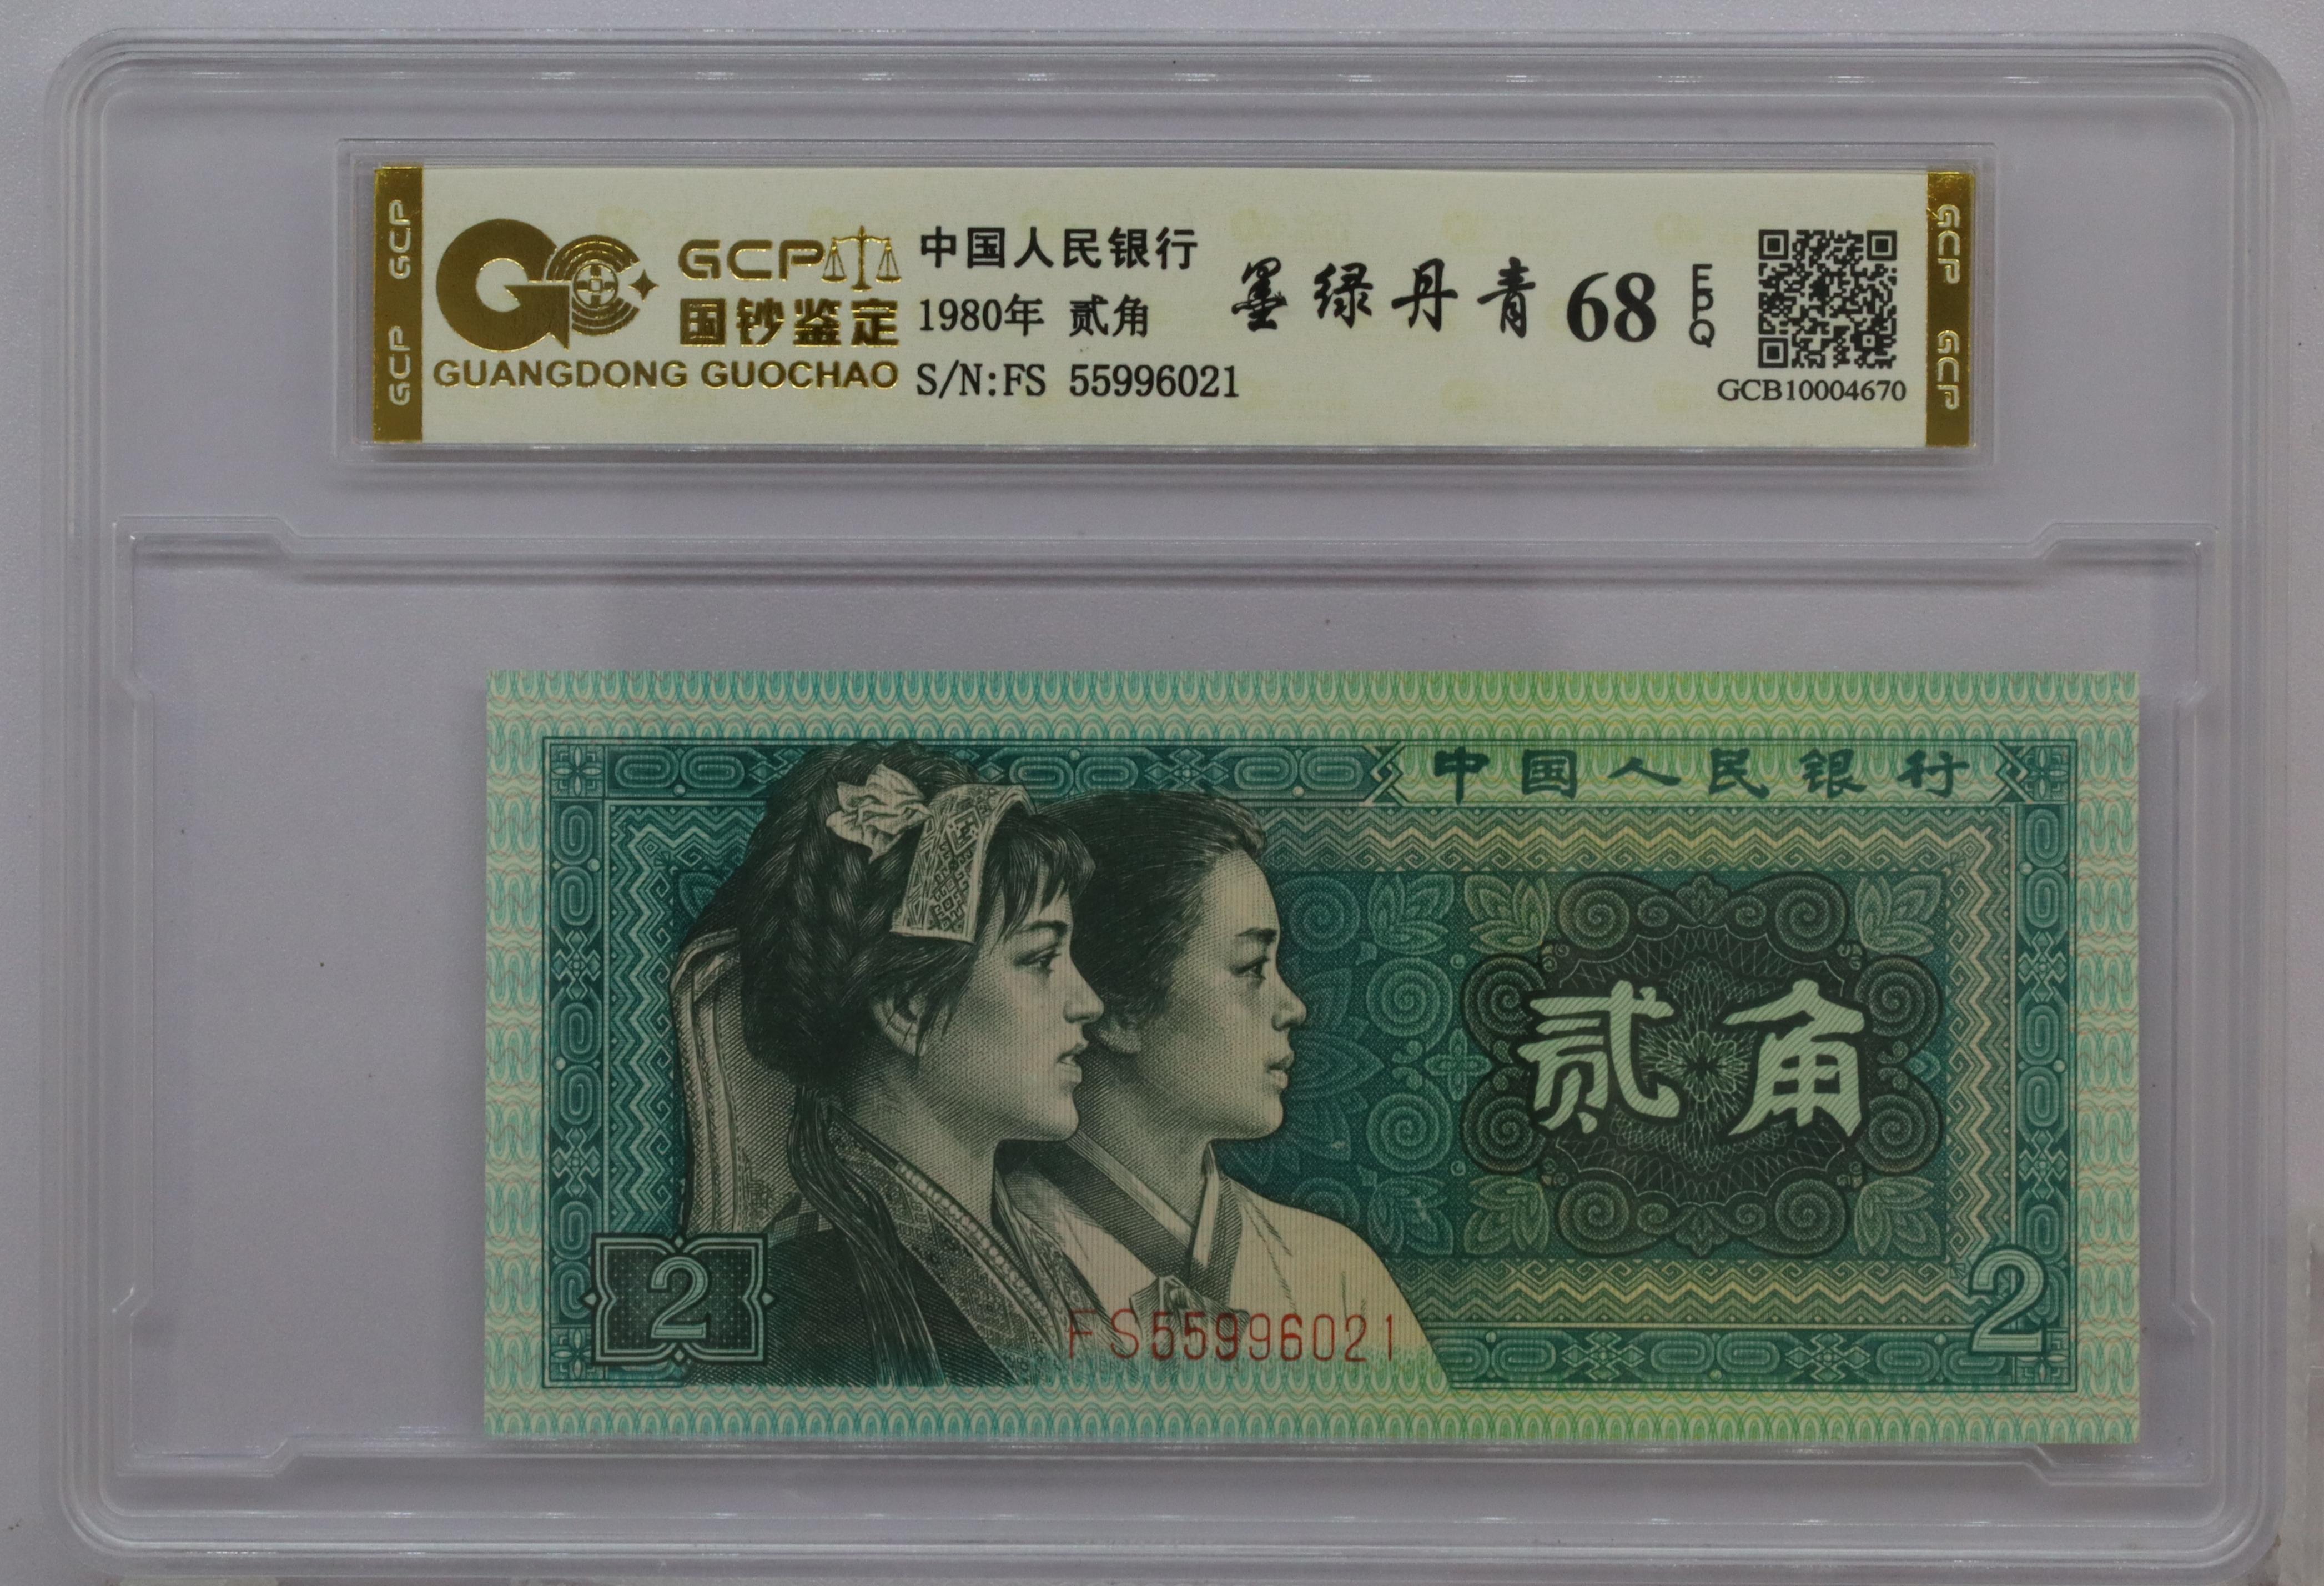 GCP GCP
GCP
国钞鉴定
GUANGDONG GUOCHAO
中国人民银行
1980年 贰角
S/N:FS 55996021
墨绿丹青 68 EPQ
GCB10004670
GCP GCP
中国人民银行
贰角
2
2
FS55996021